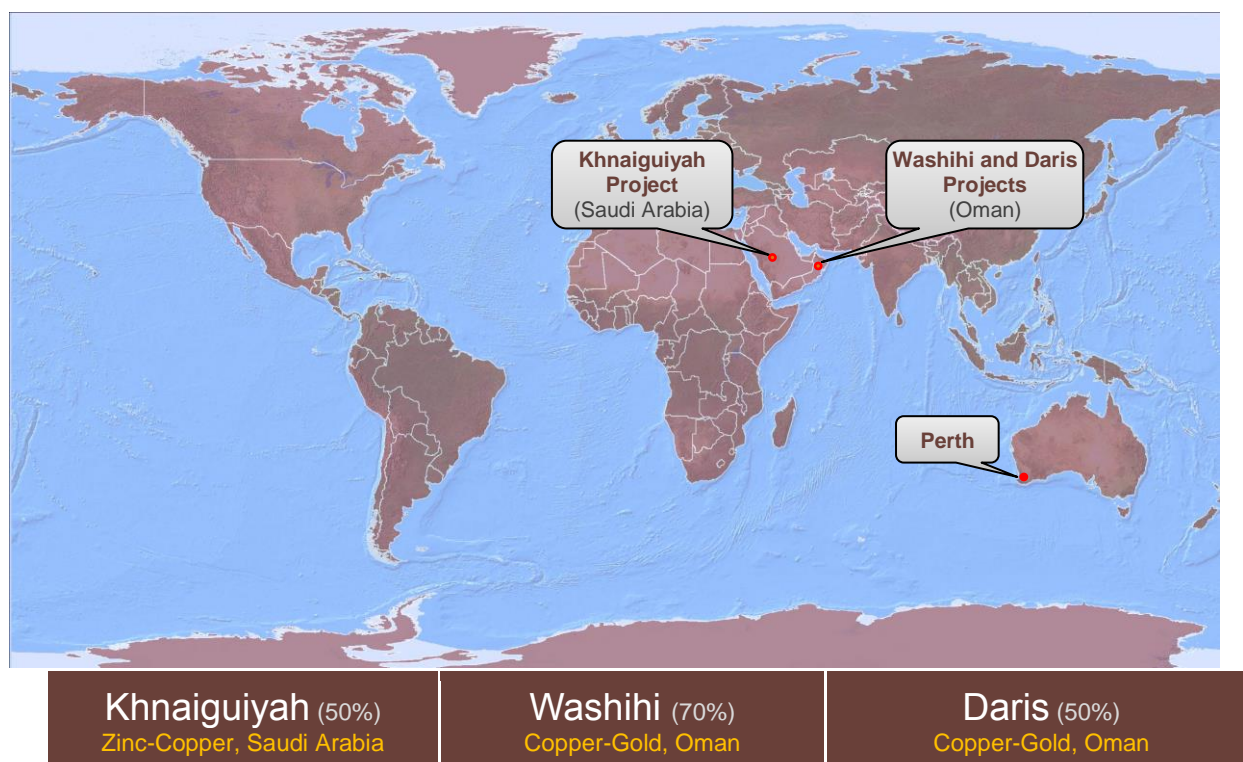 Khnaiguiyah
Project
(Saudi Arabia)
Washihi and Daris
Projects
(Oman)
Perth
Khnaiguiyah (50%)
Zinc-Copper, Saudi Arabia
Washihi (70%)
Copper-Gold, Oman
Daris (50%)
Copper-Gold, Oman